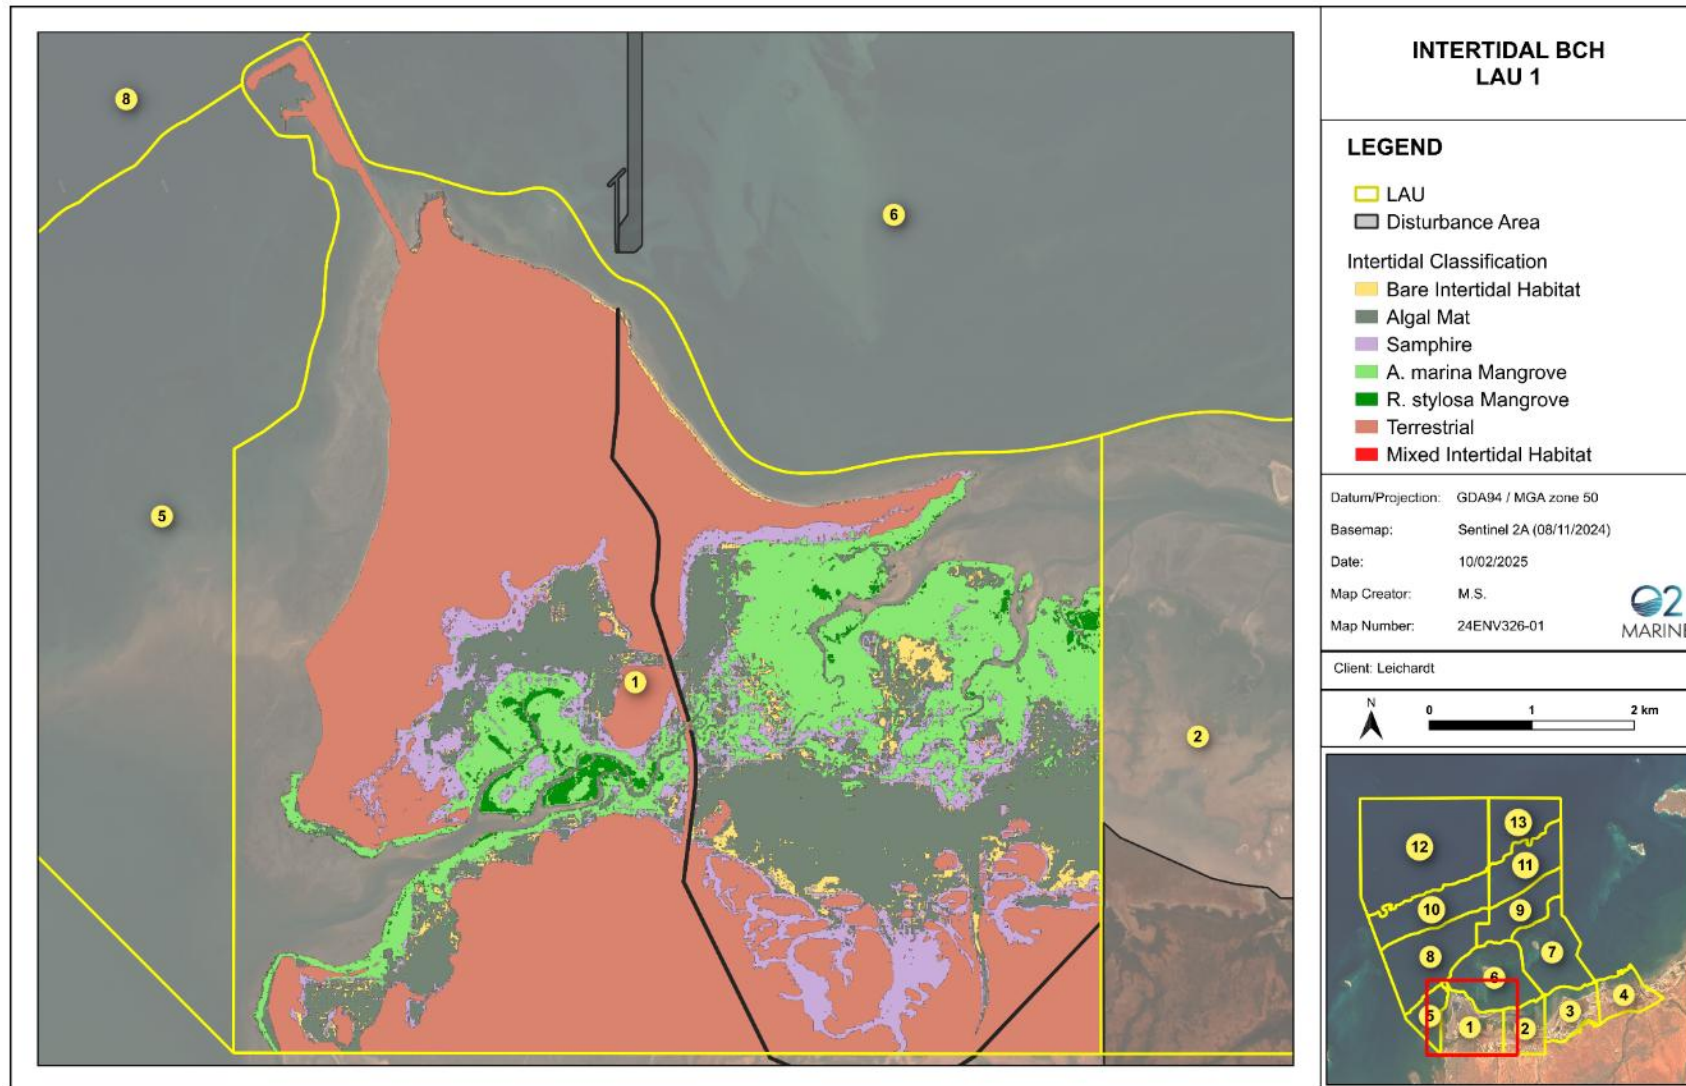 INTERTIDAL BCH
LAU 1
LEGEND
LAU
Disturbance Area
Intertidal Classification
Bare Intertidal Habitat
Algal Mat
Samphire
A. marina Mangrove
R. stylosa Mangrove
Terrestrial
Mixed Intertidal Habitat
Datum/Projection: GDA94 / MGA zone 50
Basemap: Sentinel 2A (08/11/2024)
Date: 10/02/2025
Map Creator: M.S.
Map Number: 24ENV326-01
O2
MARINE
Client: Leichardt
N
0 1 2 km
8
6
5
1
2
13
12
11
10
9
8
7
6
5
4
3
2
1